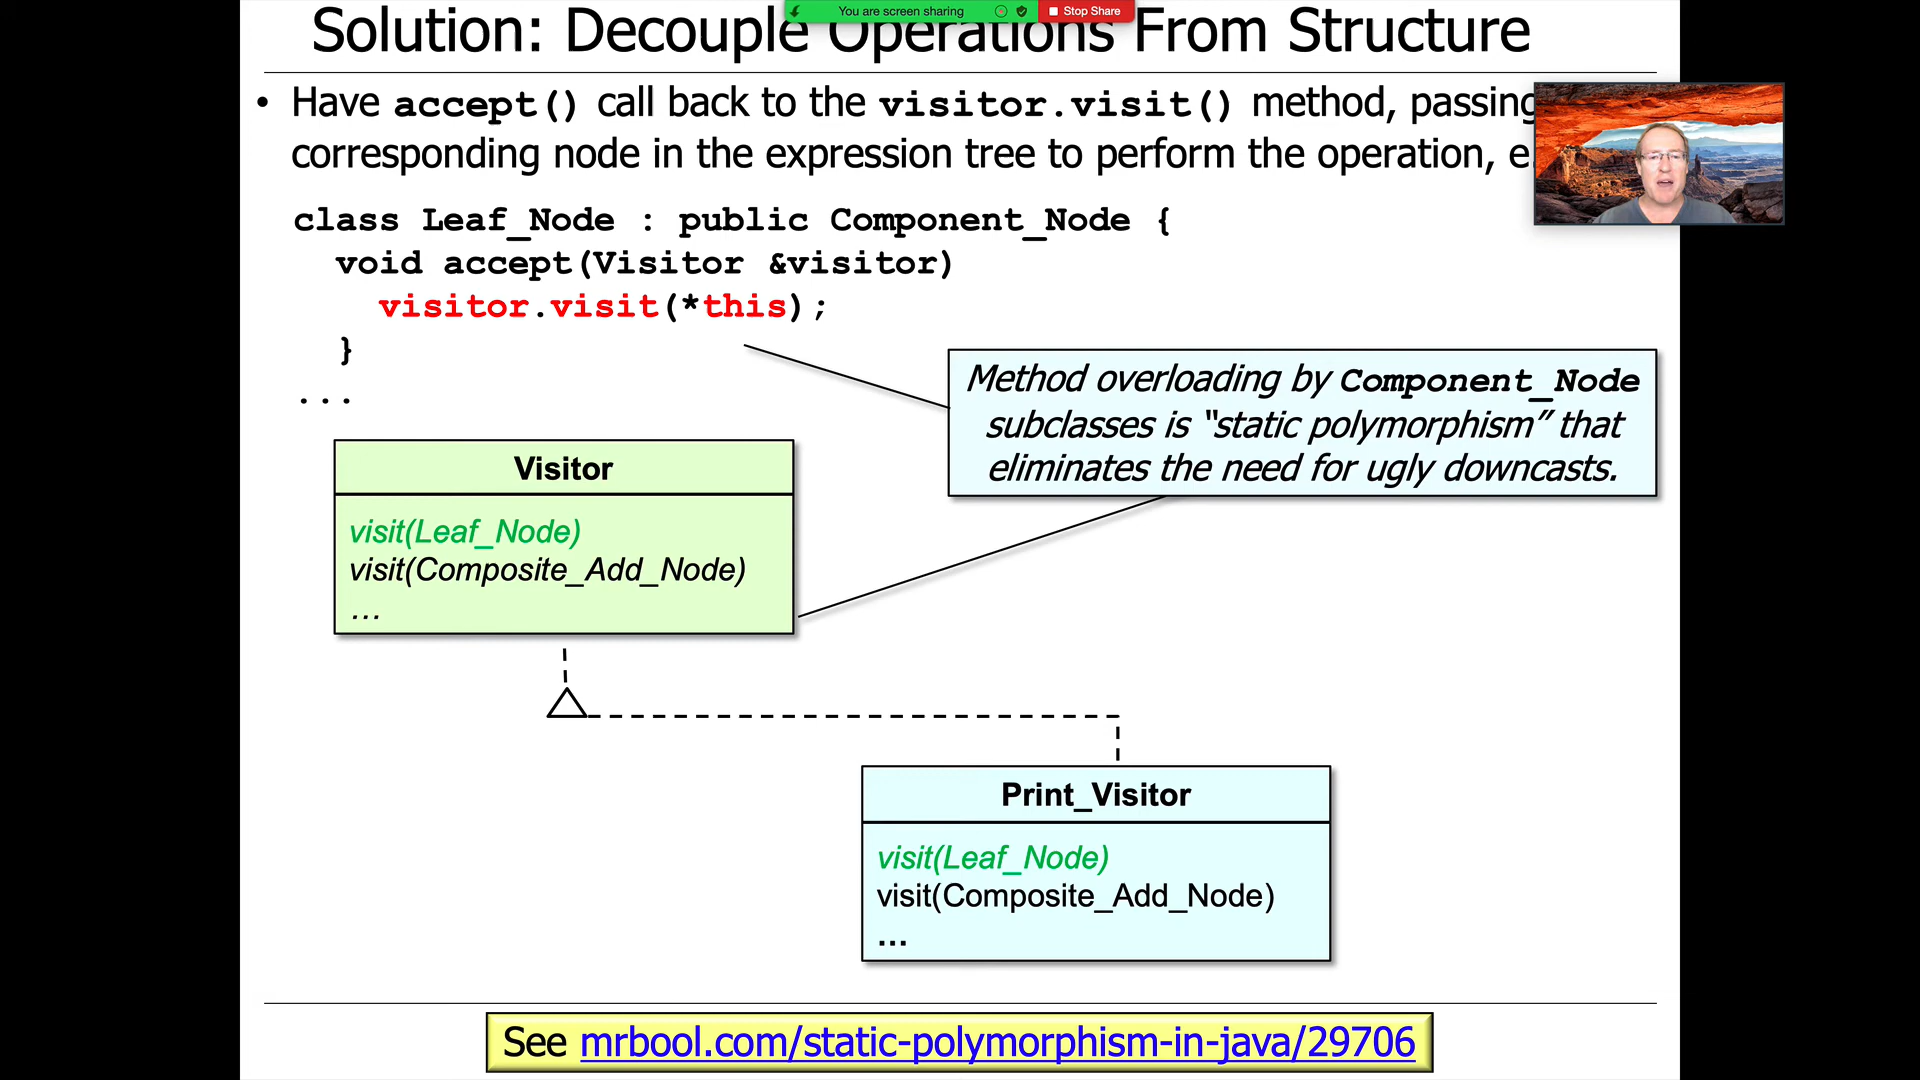 You are screen sharing
Stop Share
Solution: Decouple Operations From Structure
• Have accept() call back to the visitor.visit() method, passing
corresponding node in the expression tree to perform the operation, e.
class Leaf_Node : public Component_Node {
void accept(Visitor &visitor)
visitor.visit(*this);
}
...
Method overloading by Component_Node
subclasses is “static polymorphism” that
eliminates the need for ugly downcasts.
Visitor
visit(Leaf_Node)
visit(Composite_Add_Node)
...
Print_Visitor
visit(Leaf_Node)
visit(Composite_Add_Node)
...
See mrbool.com/static-polymorphism-in-java/29706